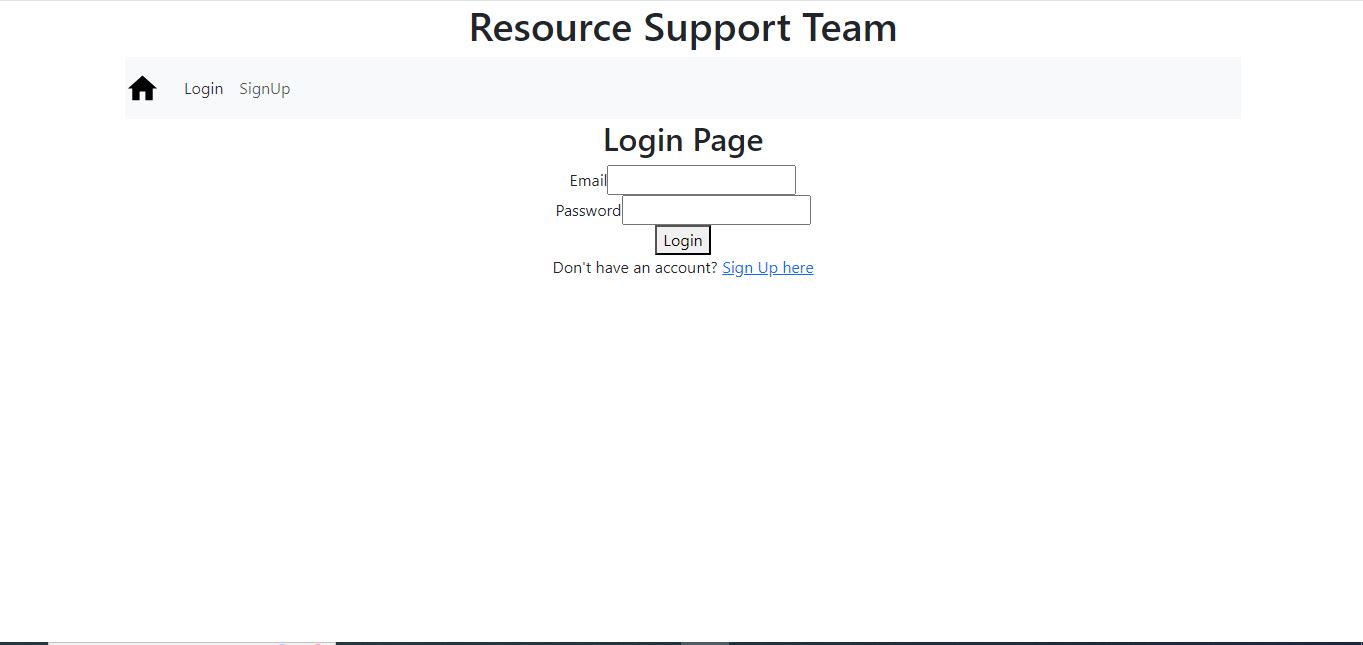 Resource Support Team
Login SignUp
Login Page
Email
Password
Login
Don't have an account? Sign Up here